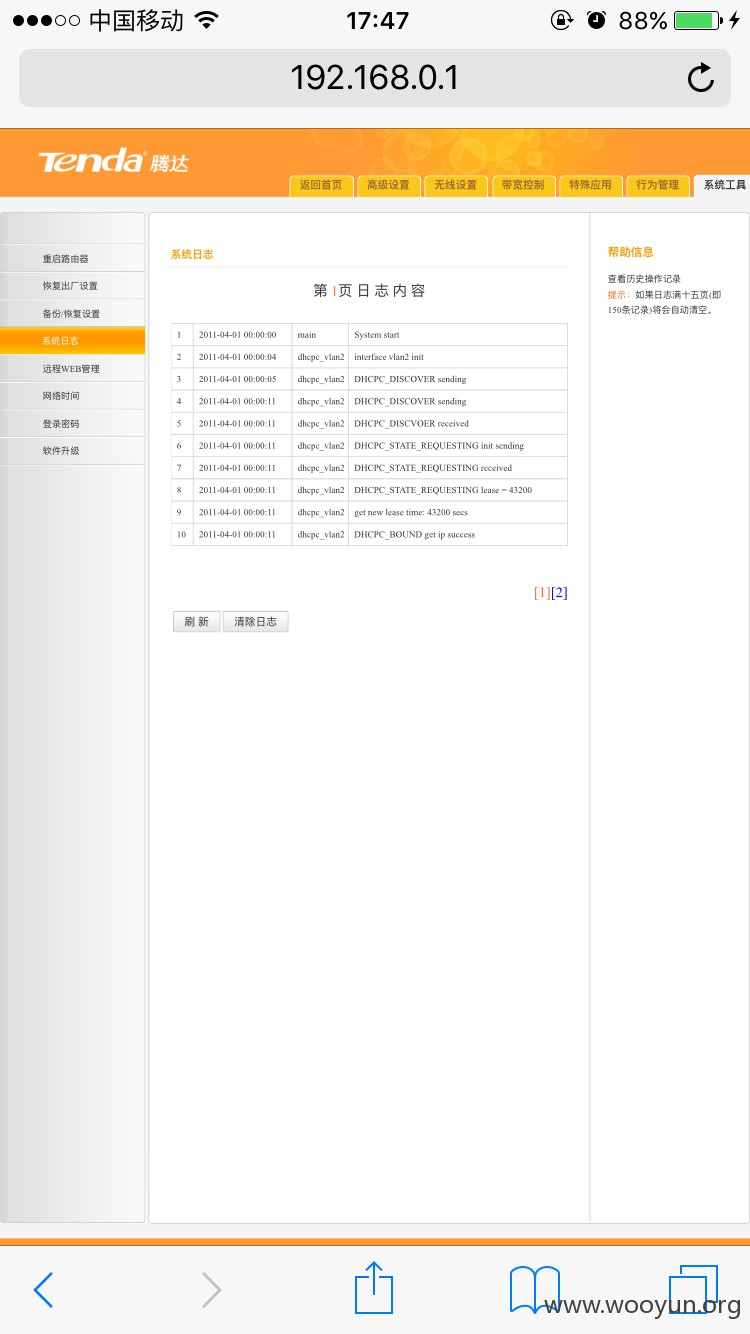 中国移动 17:47 88%
192.168.0.1
Tenda 腾达
返回首页 高级设置 无线设置 带宽控制 特殊应用 行为管理 系统工具
重启路由器
恢复出厂设置
备份/恢复设置
系统日志
远程WEB管理
网络时间
登录密码
软件升级
系统日志
第 1页 日 志 内 容
1 2011-04-01 00:00:00 main System start
2 2011-04-01 00:00:04 dhcpc_vlan2 interface vlan2 init
3 2011-04-01 00:00:05 dhcpc_vlan2 DHCPC_DISCOVER sending
4 2011-04-01 00:00:11 dhcpc_vlan2 DHCPC_DISCOVER sending
5 2011-04-01 00:00:11 dhcpc_vlan2 DHCPC_DISCVOER received
6 2011-04-01 00:00:11 dhcpc_vlan2 DHCPC_STATE_REQUESTING init sending
7 2011-04-01 00:00:11 dhcpc_vlan2 DHCPC_STATE_REQUESTING received
8 2011-04-01 00:00:11 dhcpc_vlan2 DHCPC_STATE_REQUESTING lease = 43200
9 2011-04-01 00:00:11 dhcpc_vlan2 get new lease time: 43200 secs
10 2011-04-01 00:00:11 dhcpc_vlan2 DHCPC_BOUND get ip success
[1][2]
刷 新 清除日志
帮助信息
查看历史操作记录
提示：如果日志满十五页(即
150条记录)将会自动清空。
www.wooyun.org